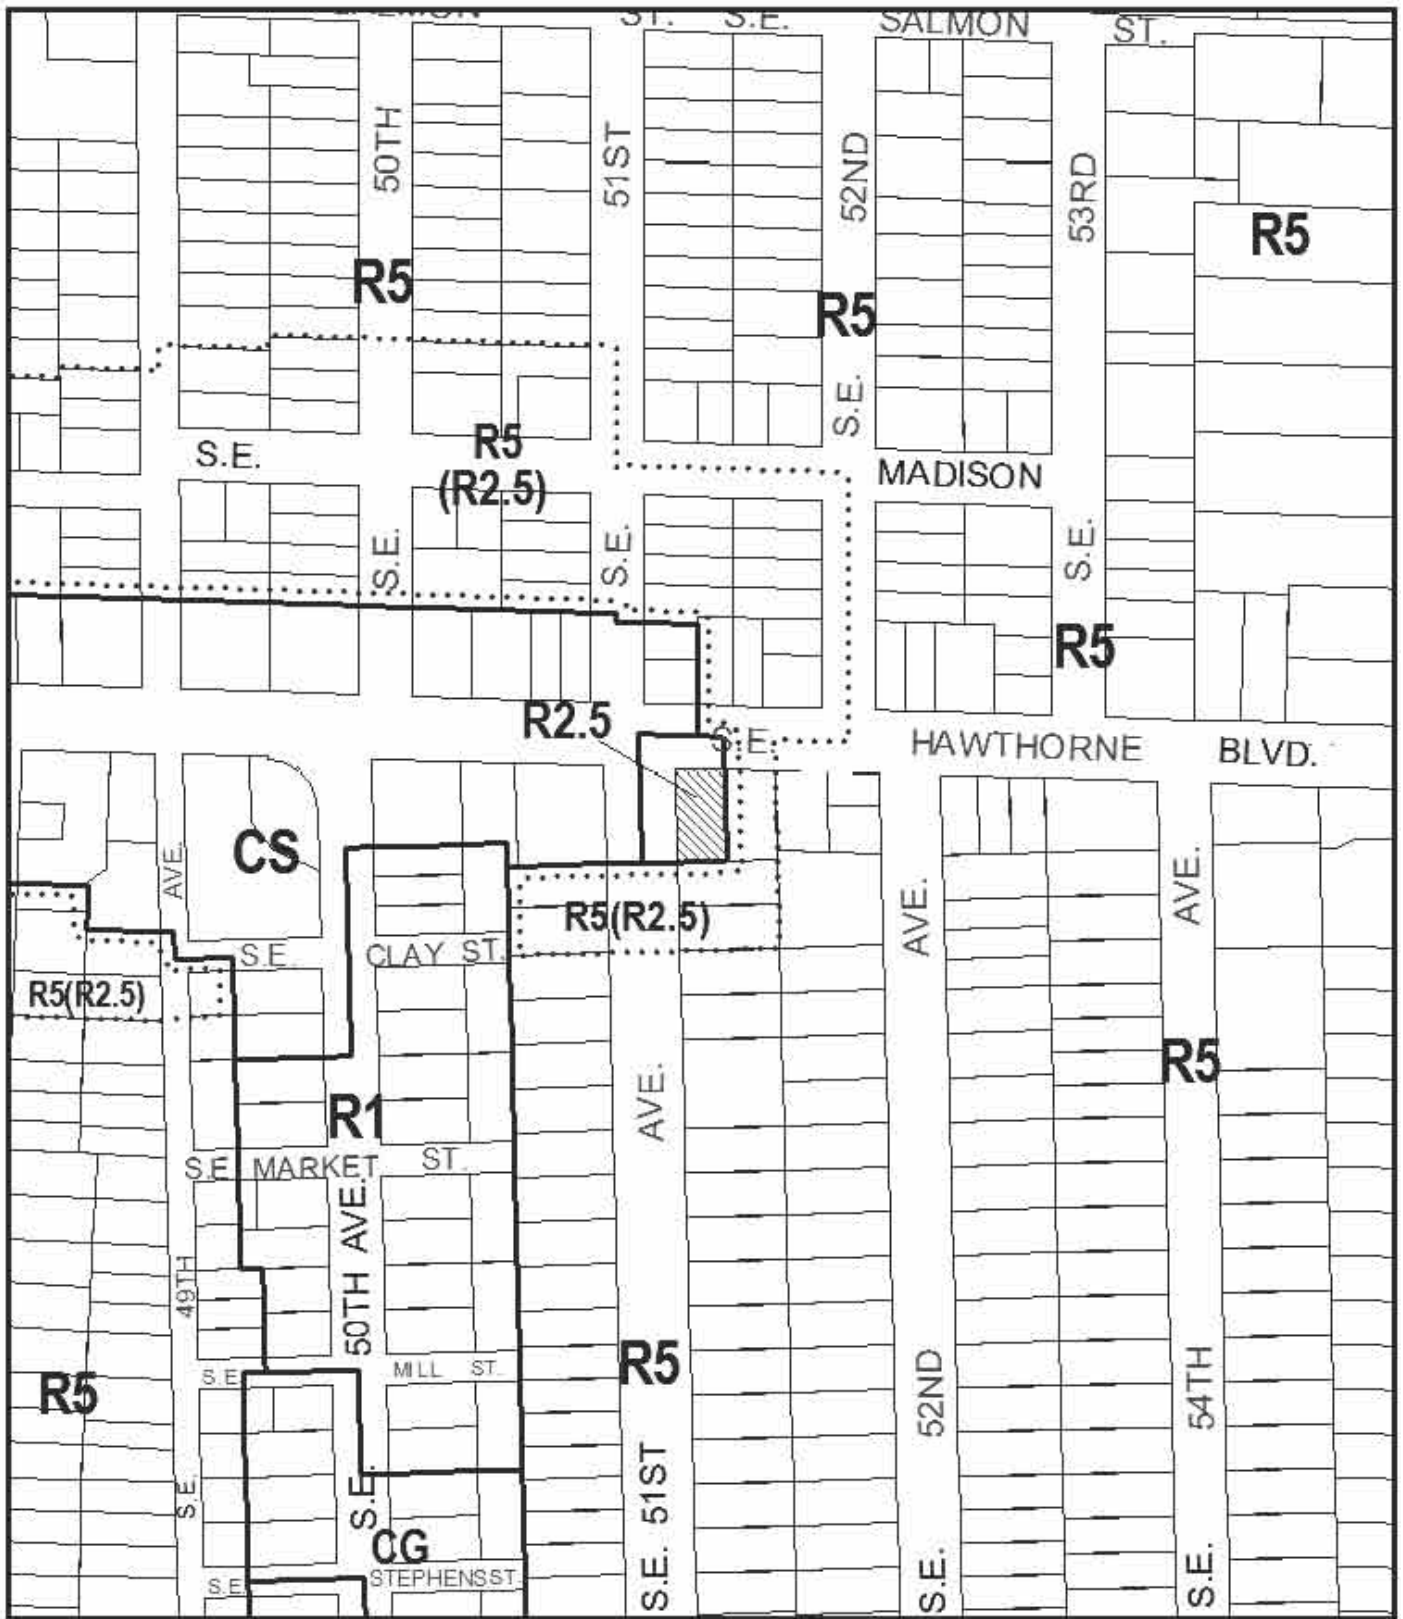 ST. S.E. SALMON ST.
50TH
51ST
52ND
53RD
R5
R5
R5
S.E.
R5
(R2.5)
S.E.
MADISON
S.E.
S.E.
S.E.
R5
R2.5
S.E.
HAWTHORNE BLVD.
CS
AVE.
AVE.
AVE.
R5(R2.5)
S.E. CLAY ST.
R5(R2.5)
R5
AVE.
R1
S.E. MARKET ST.
50TH AVE.
49TH
R5
R5
S.E. MILL ST.
52ND
54TH
51ST
S.E.
S.E.
CG
S.E. STEPHENS ST.
S.E.
S.E.
S.E.